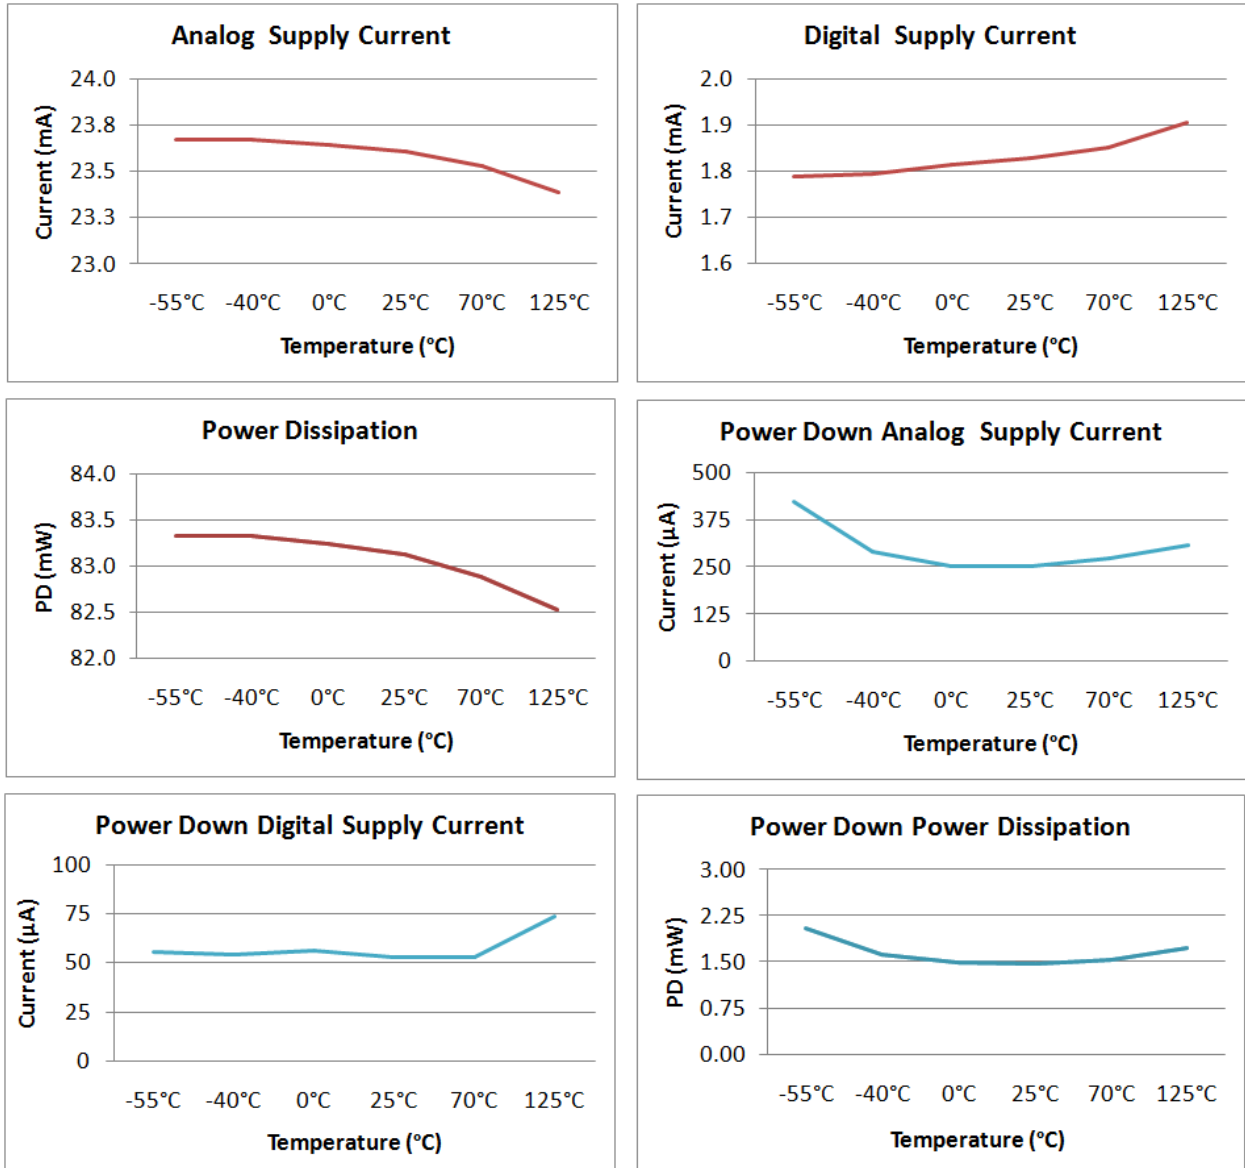 Analog Supply Current
Current (mA)
24.0
23.8
23.5
23.3
23.0
-55°C -40°C 0°C 25°C 70°C 125°C
Temperature (°C)
Digital Supply Current
Current (mA)
2.0
1.9
1.8
1.7
1.6
-55°C -40°C 0°C 25°C 70°C 125°C
Temperature (°C)
Power Dissipation
PD (mW)
84.0
83.5
83.0
82.5
82.0
-55°C -40°C 0°C 25°C 70°C 125°C
Temperature (°C)
Power Down Analog Supply Current
Current (µA)
500
375
250
125
0
-55°C -40°C 0°C 25°C 70°C 125°C
Temperature (°C)
Power Down Digital Supply Current
Current (µA)
100
75
50
25
0
-55°C -40°C 0°C 25°C 70°C 125°C
Temperature (°C)
Power Down Power Dissipation
PD (mW)
3.00
2.25
1.50
0.75
0.00
-55°C -40°C 0°C 25°C 70°C 125°C
Temperature (°C)